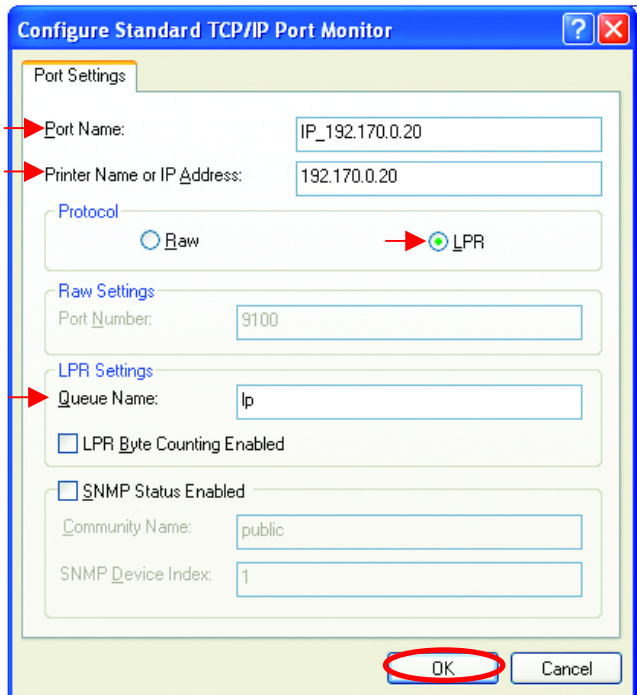 Configure Standard TCP/IP Port Monitor
Port Settings
Port Name: IP_192.170.0.20
Printer Name or IP Address: 192.170.0.20
Protocol
Raw LPR
Raw Settings
Port Number: 9100
LPR Settings
Queue Name: lp
LPR Byte Counting Enabled
SNMP Status Enabled
Community Name: public
SNMP Device Index: 1
OK Cancel